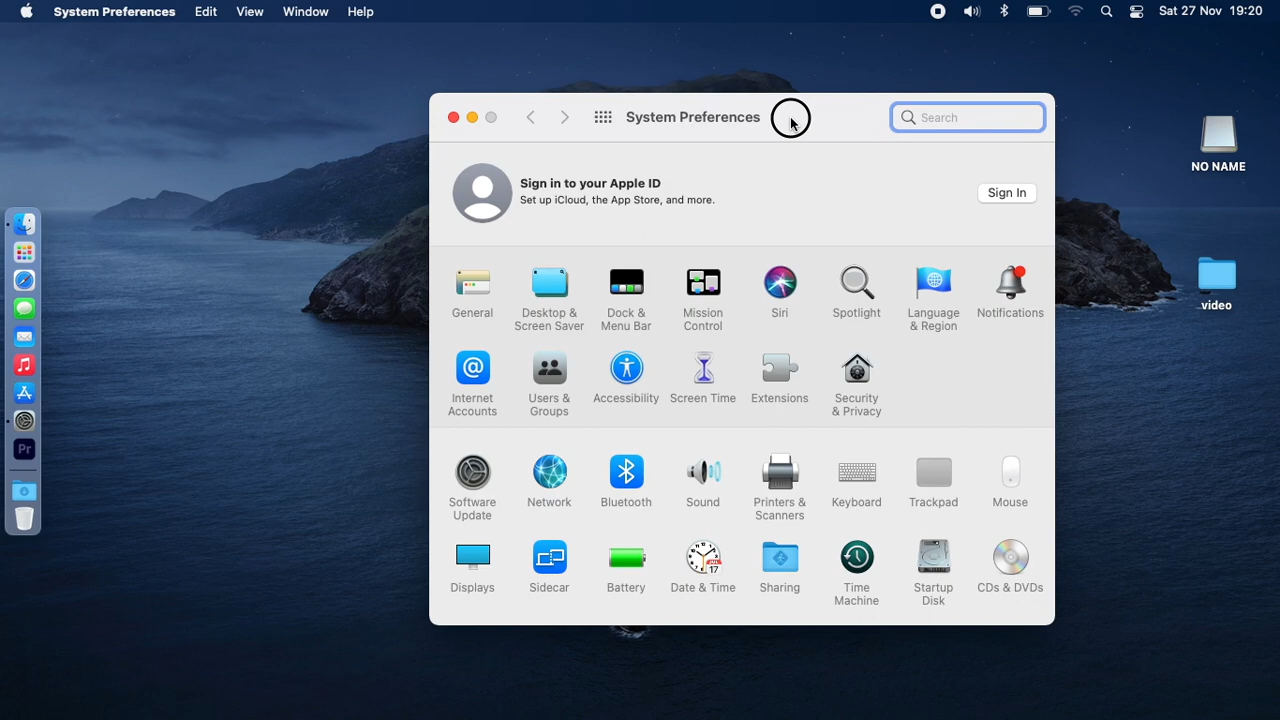 System Preferences Edit View Window Help
Sat 27 Nov 19:20
System Preferences
Search
NO NAME
Sign in to your Apple ID
Set up iCloud, the App Store, and more.
Sign In
General
Desktop &
Screen Saver
Dock &
Menu Bar
Mission
Control
Siri
Spotlight
Language
& Region
Notifications
video
Internet
Accounts
Users &
Groups
Accessibility
Screen Time
Extensions
Security
& Privacy
Pr
Software
Update
Network
Bluetooth
Sound
Printers &
Scanners
Keyboard
Trackpad
Mouse
Displays
Sidecar
Battery
Date & Time
Sharing
Time
Machine
Startup
Disk
CDs & DVDs